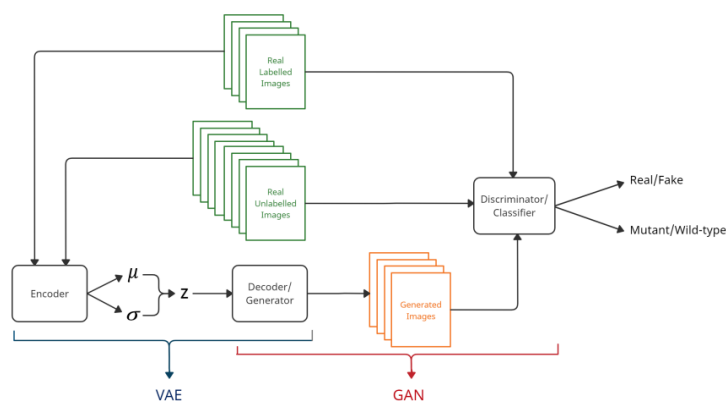 Real
Labelled
Images
Real
Unlabelled
Images
Discriminator/
Classifier
Real/Fake
Mutant/Wild-type
Encoder
μ
σ
z
Decoder/
Generator
Generated
Images
VAE
GAN